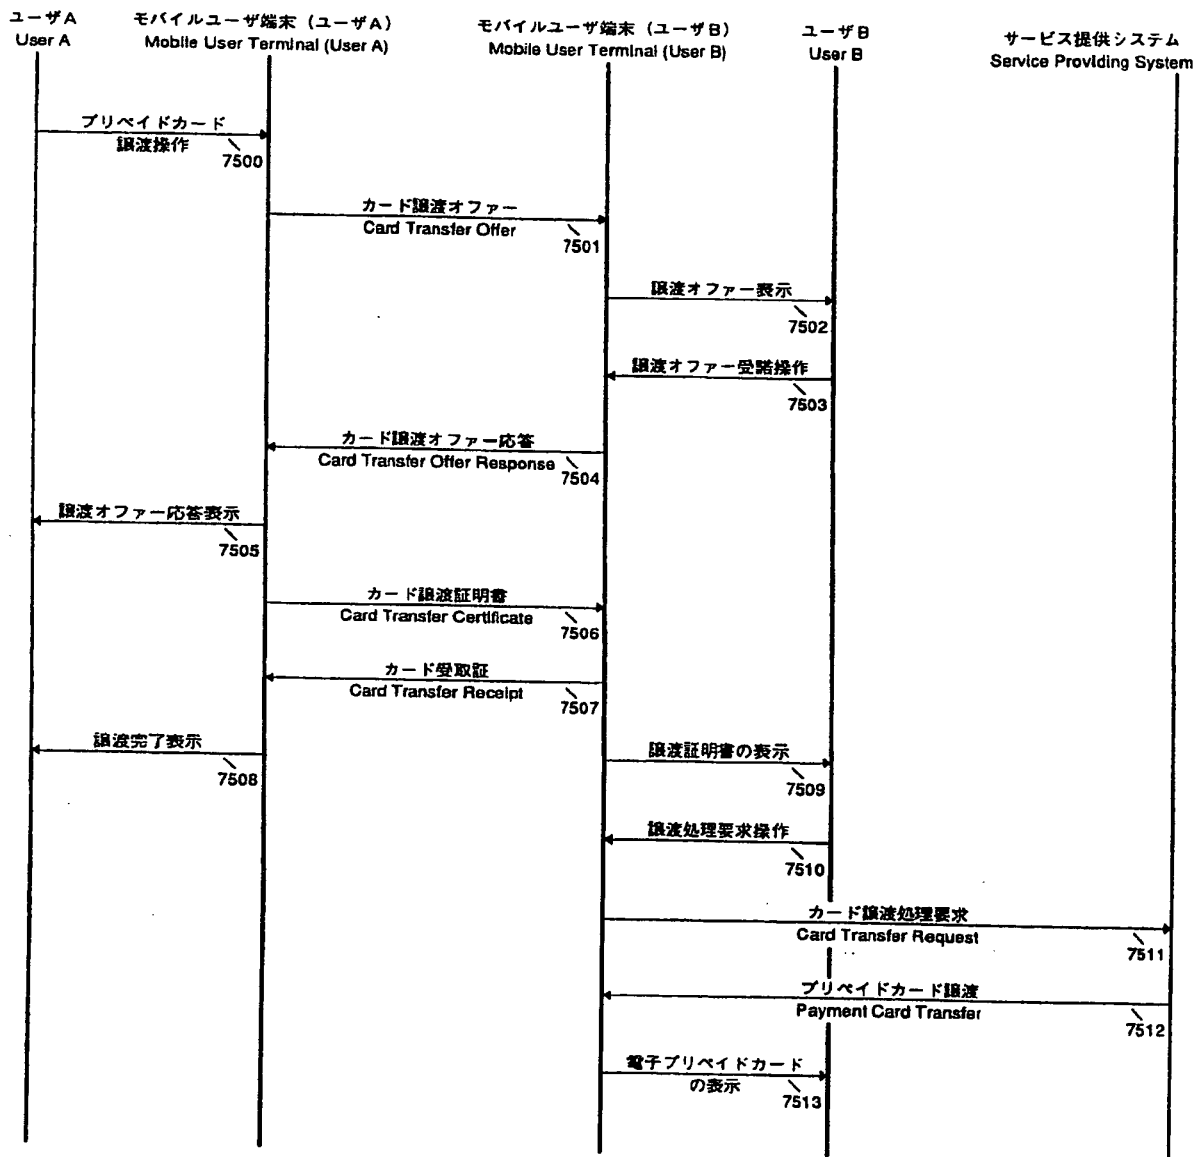 ユーザA
User A
モバイルユーザ端末（ユーザA）
Mobile User Terminal (User A)
モバイルユーザ端末（ユーザB）
Mobile User Terminal (User B)
ユーザB
User B
サービス提供システム
Service Providing System
プリペイドカード
譲渡操作
7500
カード譲渡オファー
Card Transfer Offer
7501
譲渡オファー表示
7502
譲渡オファー受諾操作
7503
カード譲渡オファー応答
Card Transfer Offer Response
7504
譲渡オファー応答表示
7505
カード譲渡証明書
Card Transfer Certificate
7506
カード受取証
Card Transfer Receipt
7507
譲渡完了表示
7508
譲渡証明書の表示
7509
譲渡処理要求操作
7510
カード譲渡処理要求
Card Transfer Request
7511
プリペイドカード譲渡
Payment Card Transfer
7512
電子プリペイドカード
の表示
7513